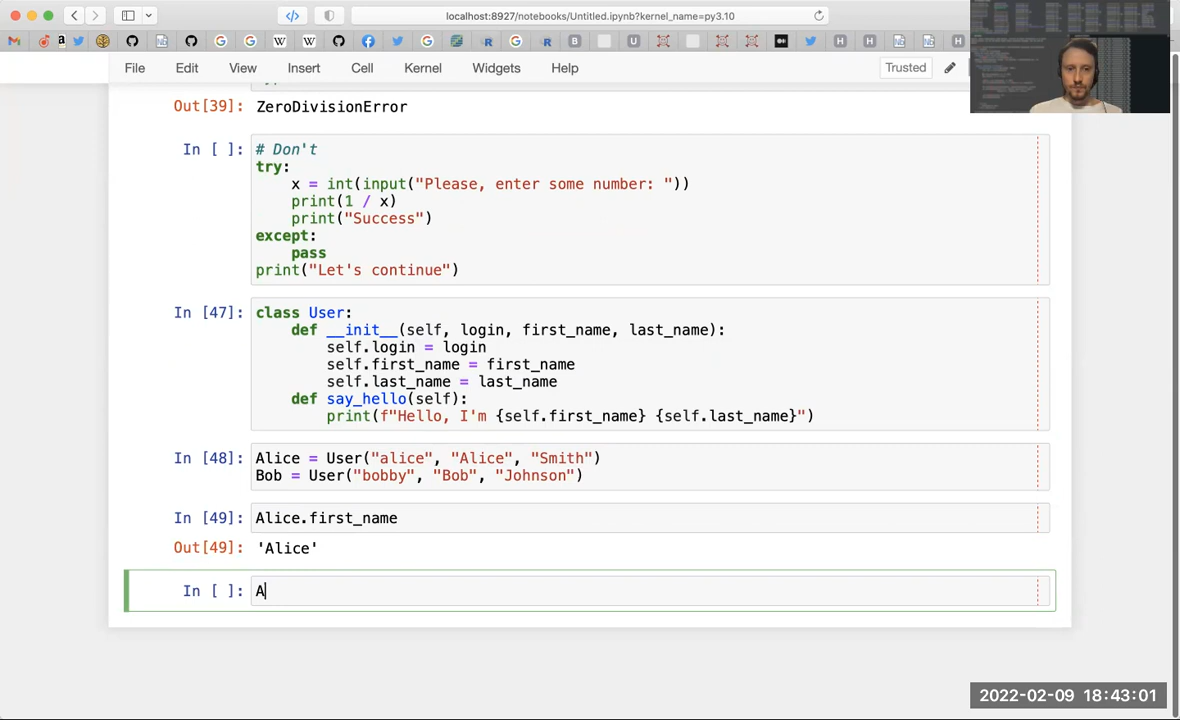 localhost:8927/notebooks/Untitled.ipynb?kernel_name=py3.10
File Edit View Insert Cell Kernel Widgets Help Trusted
Out[39]: ZeroDivisionError
In [ ]: # Don't
try:
    x = int(input("Please, enter some number: "))
    print(1 / x)
    print("Success")
except:
    pass
print("Let's continue")
In [47]: class User:
    def __init__(self, login, first_name, last_name):
        self.login = login
        self.first_name = first_name
        self.last_name = last_name
    def say_hello(self):
        print(f"Hello, I'm {self.first_name} {self.last_name}")
In [48]: Alice = User("alice", "Alice", "Smith")
Bob = User("bobby", "Bob", "Johnson")
In [49]: Alice.first_name
Out[49]: 'Alice'
In [ ]: A
2022-02-09 18:43:01